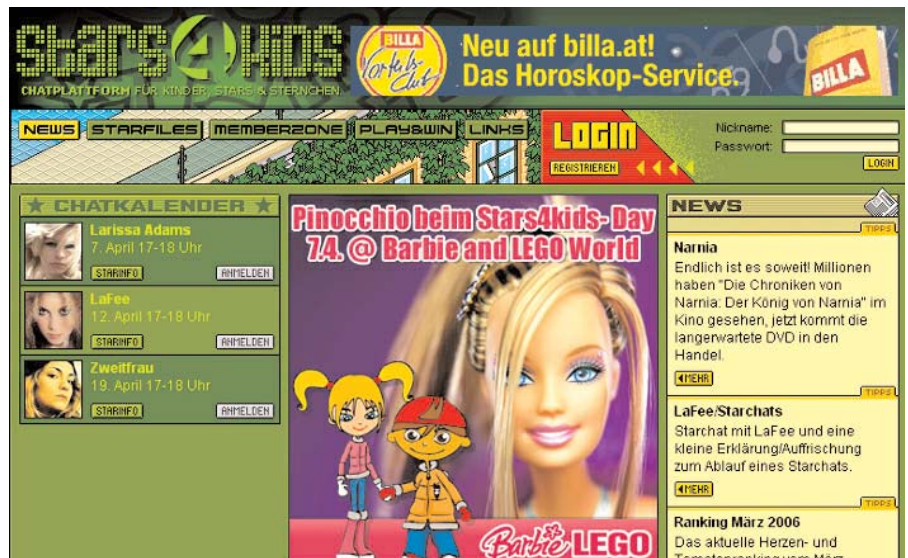 stars4kids
CHATPLATTFORM FÜR KINDER, STARS & STERNCHEN
BILLA
Vorteils-
Club
Neu auf billa.at!
Das Horoskop-Service.
BILLA
NEWS
STARFILES
MEMBERZONE
PLAY&WIN
LINKS
LOGIN
REGISTRIEREN
Nickname:
Passwort:
LOGIN
CHATKALENDER
Larissa Adams
7. April 17-18 Uhr
STARINFO
ANMELDEN
LaFee
12. April 17-18 Uhr
STARINFO
ANMELDEN
Zweitfrau
19. April 17-18 Uhr
STARINFO
ANMELDEN
Pinocchio beim Stars4kids- Day
7.4. @ Barbie and LEGO World
Barbie LEGO
NEWS
TIPPS
Narnia
Endlich ist es soweit! Millionen
haben "Die Chroniken von
Narnia: Der König von Narnia" im
Kino gesehen, jetzt kommt die
langerwartete DVD in den
Handel.
MEHR
TIPPS
LaFee/Starchats
Starchat mit LaFee und eine
kleine Erklärung/Auffrischung
zum Ablauf eines Starchats.
MEHR
TIPPS
Ranking März 2006
Das aktuelle Herzen- und
Tomatenranking vom März